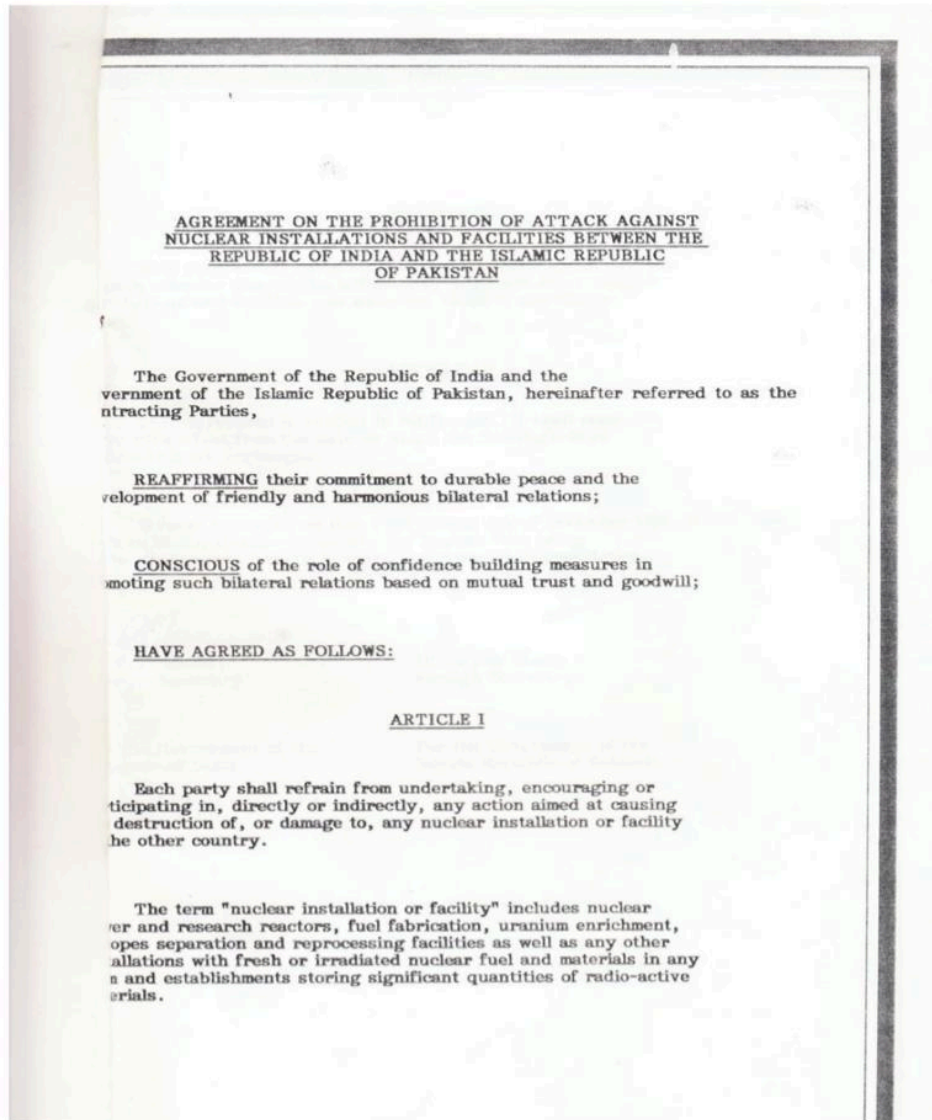 AGREEMENT ON THE PROHIBITION OF ATTACK AGAINST
NUCLEAR INSTALLATIONS AND FACILITIES BETWEEN THE
REPUBLIC OF INDIA AND THE ISLAMIC REPUBLIC
OF PAKISTAN
The Government of the Republic of India and the
vernment of the Islamic Republic of Pakistan, hereinafter referred to as the
ntracting Parties,
REAFFIRMING their commitment to durable peace and the
velopment of friendly and harmonious bilateral relations;
CONSCIOUS of the role of confidence building measures in
omoting such bilateral relations based on mutual trust and goodwill;
HAVE AGREED AS FOLLOWS:
ARTICLE I
Each party shall refrain from undertaking, encouraging or
ticipating in, directly or indirectly, any action aimed at causing
destruction of, or damage to, any nuclear installation or facility
he other country.
The term "nuclear installation or facility" includes nuclear
er and research reactors, fuel fabrication, uranium enrichment,
opes separation and reprocessing facilities as well as any other
allations with fresh or irradiated nuclear fuel and materials in any
and establishments storing significant quantities of radio-active
erials.